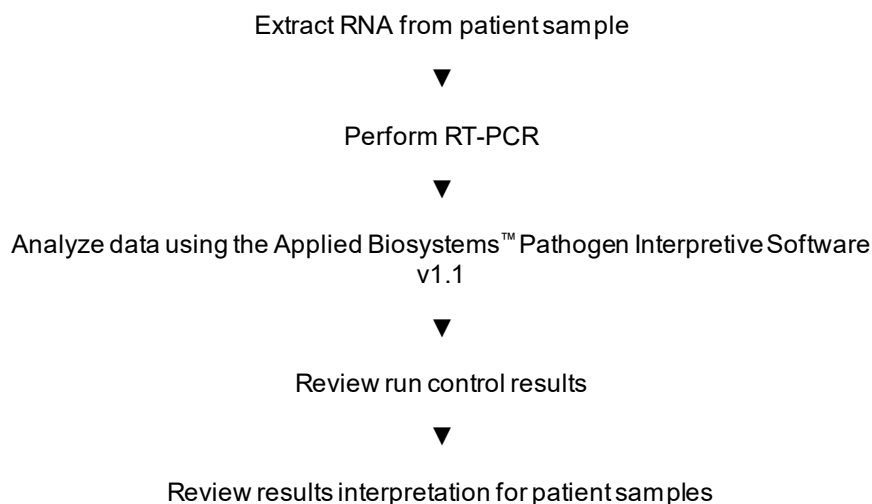 Extract RNA from patient sample
▼
Perform RT-PCR
▼
Analyze data using the Applied Biosystems™ Pathogen Interpretive Software
v1.1
▼
Review run control results
▼
Review results interpretation for patient samples